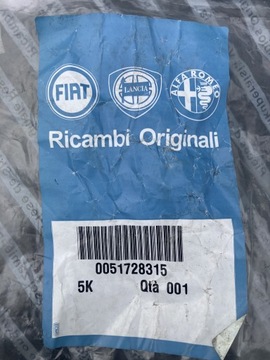 FIAT
LANCIA
ALFA ROMEO
Ricambi Originali
0051728315
5K Qtà 001